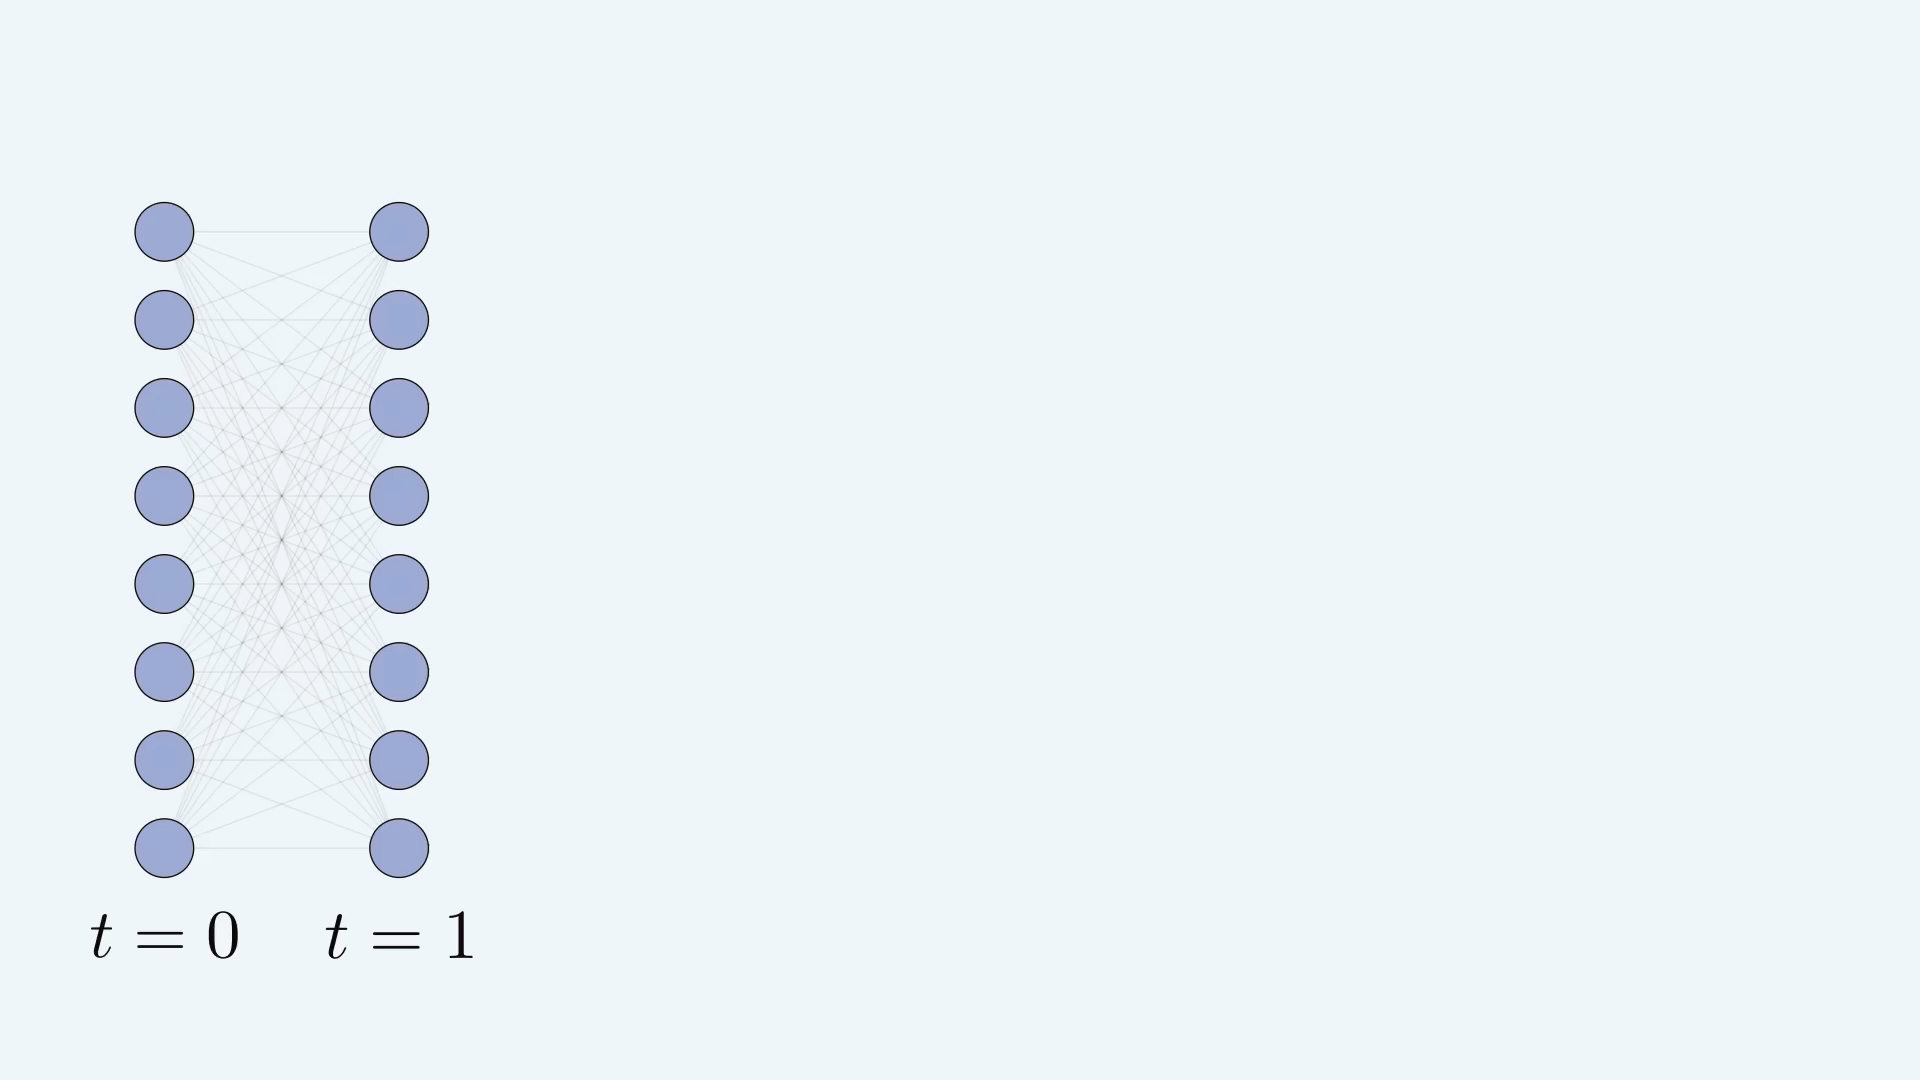 t = 0 t = 1